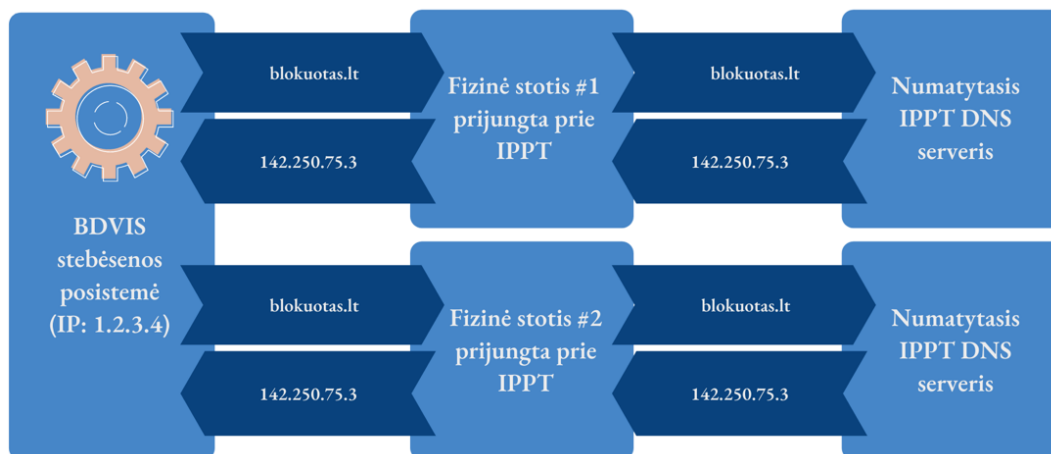 BDVIS
stebėsenos
posistemė
(IP: 1.2.3.4)
blokuotas.lt
142.250.75.3
Fizinė stotis #1
prijungta prie
IPPT
blokuotas.lt
142.250.75.3
Numatytasis
IPPT DNS
serveris
blokuotas.lt
142.250.75.3
Fizinė stotis #2
prijungta prie
IPPT
blokuotas.lt
142.250.75.3
Numatytasis
IPPT DNS
serveris